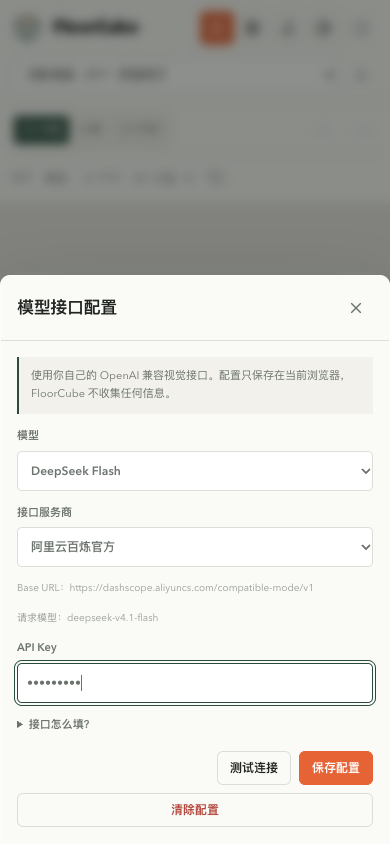 FloorCube
模型接口配置
使用你自己的 OpenAI 兼容视觉接口。配置只保存在当前浏览器，
FloorCube 不收集任何信息。
模型
DeepSeek Flash
接口服务商
阿里云百炼官方
Base URL：https://dashscope.aliyuncs.com/compatible-mode/v1
请求模型：deepseek-v4.1-flash
API Key
•••••••••
接口怎么填?
测试连接
保存配置
清除配置